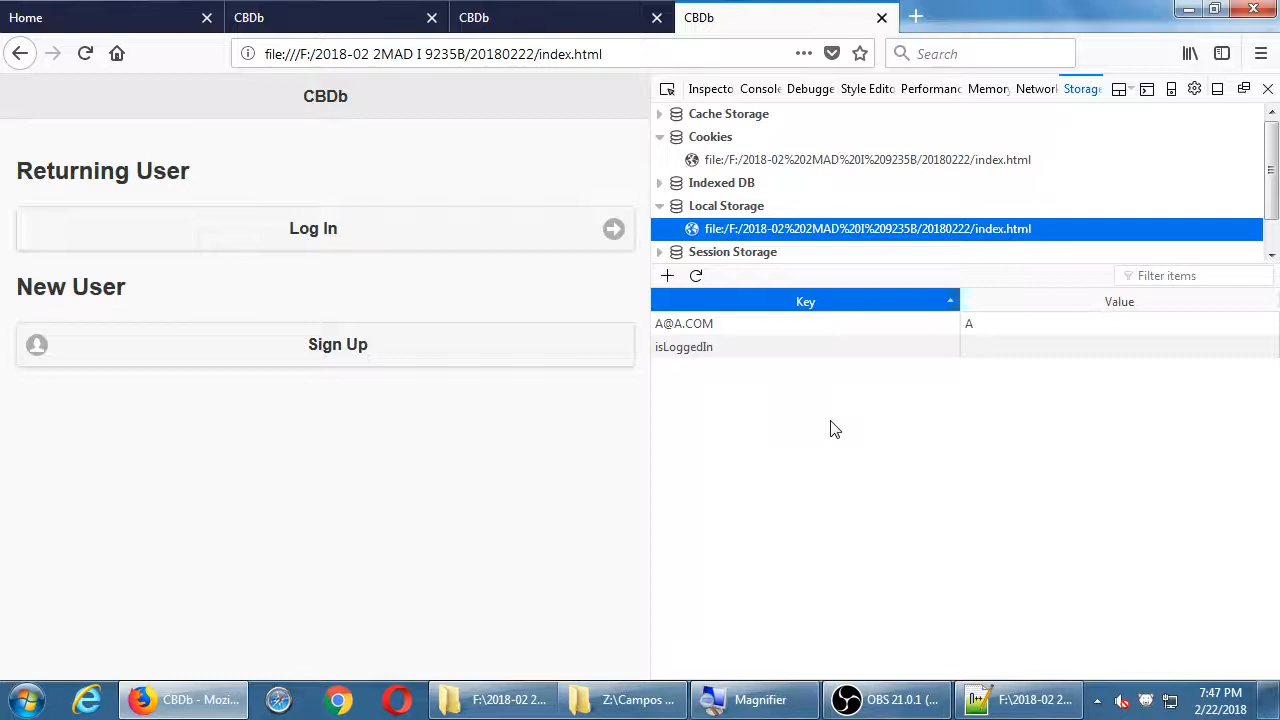 Home
CBDb
CBDb
CBDb
file:///F:/2018-02 2MAD I 9235B/20180222/index.html
Search
CBDb
Returning User
Log In
New User
Sign Up
Inspecto
Console
Debugge
Style Edito
Performan
Memory
Network
Storage
Cache Storage
Cookies
file:/F:/2018-02%202MAD%20I%209235B/20180222/index.html
Indexed DB
Local Storage
file:/F:/2018-02%202MAD%20I%209235B/20180222/index.html
Session Storage
Filter items
Key
Value
A@A.COM
A
isLoggedIn
CBDb - Mozi...
F:\2018-02 2...
Z:\Campos ...
Magnifier
OBS 21.0.1 (...
F:\2018-02 2...
7:47 PM
2/22/2018